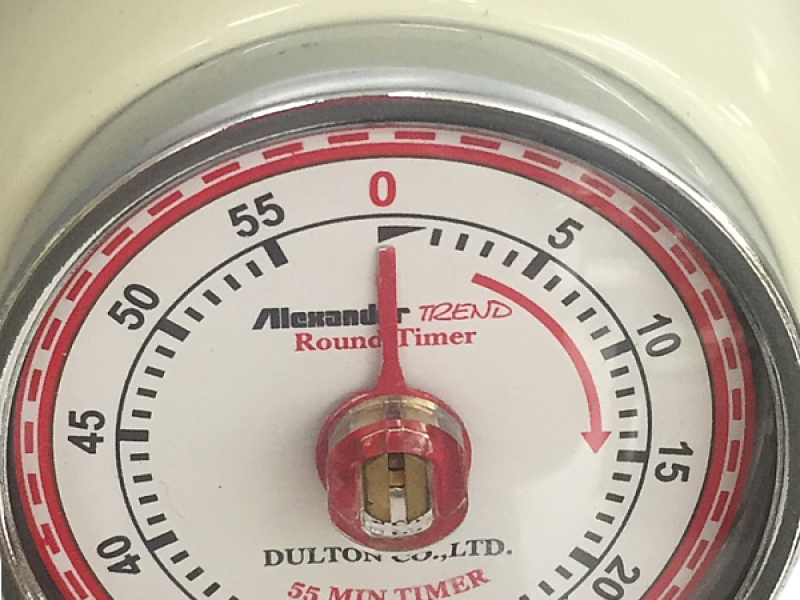 0
5
10
15
20
40
45
50
55
Alexander TREND
Round Timer
DULTON CO.,LTD.
55 MIN TIMER